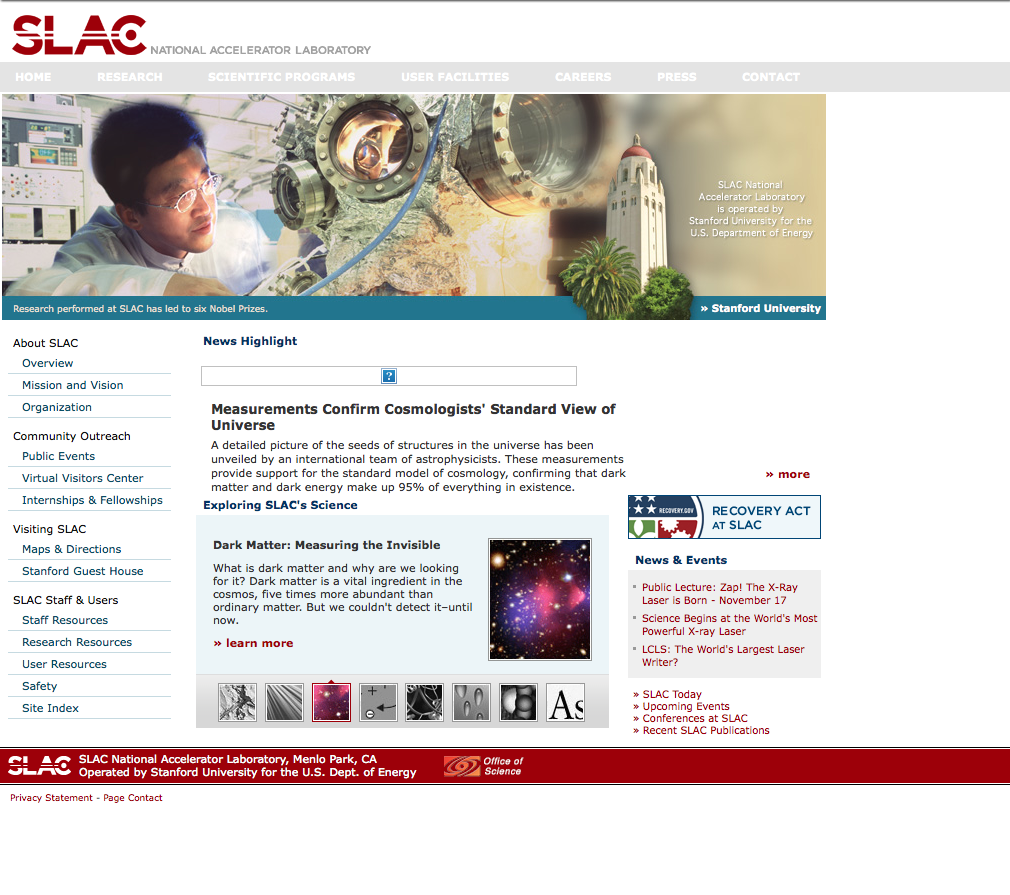 SLAC NATIONAL ACCELERATOR LABORATORY
HOME RESEARCH SCIENTIFIC PROGRAMS USER FACILITIES CAREERS PRESS CONTACT
SLAC National
Accelerator Laboratory
is operated by
Stanford University for the
U.S. Department of Energy
Research performed at SLAC has led to six Nobel Prizes.
» Stanford University
About SLAC
Overview
Mission and Vision
Organization
Community Outreach
Public Events
Virtual Visitors Center
Internships & Fellowships
Visiting SLAC
Maps & Directions
Stanford Guest House
SLAC Staff & Users
Staff Resources
Research Resources
User Resources
Safety
Site Index
News Highlight
?
Measurements Confirm Cosmologists' Standard View of
Universe
A detailed picture of the seeds of structures in the universe has been
unveiled by an international team of astrophysicists. These measurements
provide support for the standard model of cosmology, confirming that dark
matter and dark energy make up 95% of everything in existence.
» more
Exploring SLAC's Science
Dark Matter: Measuring the Invisible
What is dark matter and why are we looking
for it? Dark matter is a vital ingredient in the
cosmos, five times more abundant than
ordinary matter. But we couldn't detect it–until
now.
» learn more
As
RECOVERY.GOV
RECOVERY ACT
AT SLAC
News & Events
Public Lecture: Zap! The X-Ray
Laser is Born - November 17
Science Begins at the World's Most
Powerful X-ray Laser
LCLS: The World's Largest Laser
Writer?
» SLAC Today
» Upcoming Events
» Conferences at SLAC
» Recent SLAC Publications
SLAC
SLAC National Accelerator Laboratory, Menlo Park, CA
Operated by Stanford University for the U.S. Dept. of Energy
Office of
Science
Privacy Statement - Page Contact